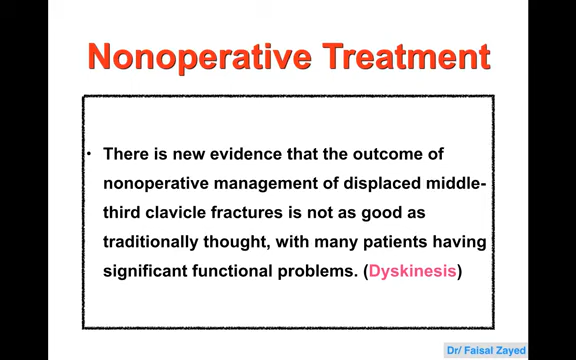 Nonoperative Treatment
• There is new evidence that the outcome of
nonoperative management of displaced middle-
third clavicle fractures is not as good as
traditionally thought, with many patients having
significant functional problems. (Dyskinesis)
Dr/ Faisal Zayed